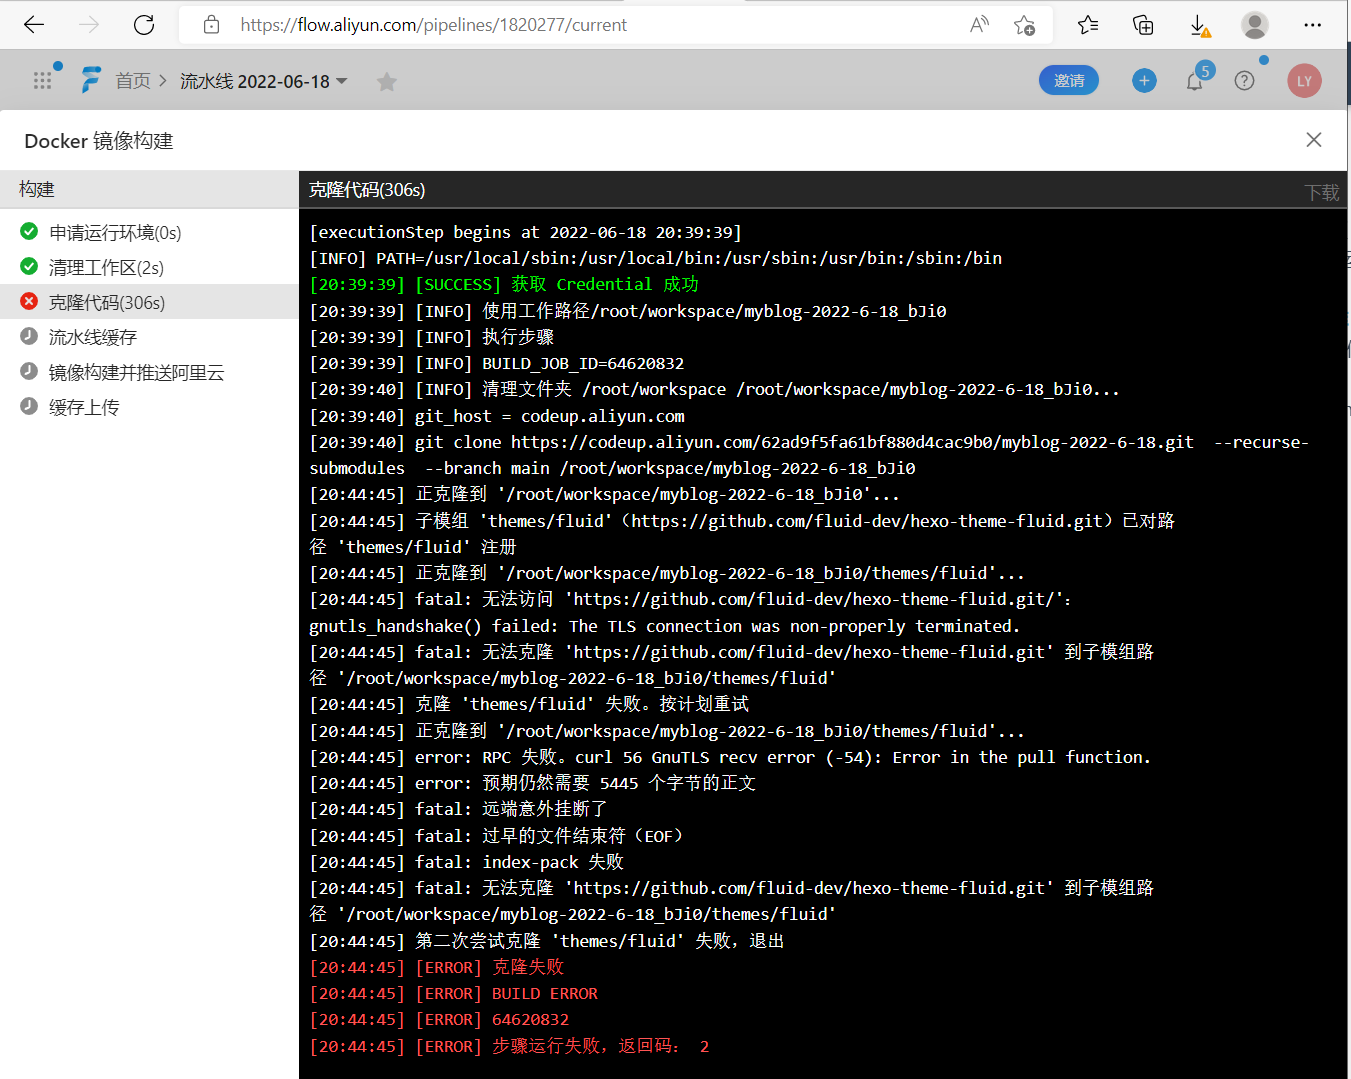 https://flow.aliyun.com/pipelines/1820277/current
首页 > 流水线 2022-06-18
邀请
5
LY
Docker 镜像构建
构建
申请运行环境(0s)
清理工作区(2s)
克隆代码(306s)
流水线缓存
镜像构建并推送阿里云
缓存上传
克隆代码(306s)
下载
[executionStep begins at 2022-06-18 20:39:39]
[INFO] PATH=/usr/local/sbin:/usr/local/bin:/usr/sbin:/usr/bin:/sbin:/bin
[20:39:39] [SUCCESS] 获取 Credential 成功
[20:39:39] [INFO] 使用工作路径/root/workspace/myblog-2022-6-18_bJi0
[20:39:39] [INFO] 执行步骤
[20:39:39] [INFO] BUILD_JOB_ID=64620832
[20:39:40] [INFO] 清理文件夹 /root/workspace /root/workspace/myblog-2022-6-18_bJi0...
[20:39:40] git_host = codeup.aliyun.com
[20:39:40] git clone https://codeup.aliyun.com/62ad9f5fa61bf880d4cac9b0/myblog-2022-6-18.git  --recurse-
submodules  --branch main /root/workspace/myblog-2022-6-18_bJi0
[20:44:45] 正克隆到 '/root/workspace/myblog-2022-6-18_bJi0'...
[20:44:45] 子模组 'themes/fluid'（https://github.com/fluid-dev/hexo-theme-fluid.git）已对路
径 'themes/fluid' 注册
[20:44:45] 正克隆到 '/root/workspace/myblog-2022-6-18_bJi0/themes/fluid'...
[20:44:45] fatal: 无法访问 'https://github.com/fluid-dev/hexo-theme-fluid.git/'：
gnutls_handshake() failed: The TLS connection was non-properly terminated.
[20:44:45] fatal: 无法克隆 'https://github.com/fluid-dev/hexo-theme-fluid.git' 到子模组路
径 '/root/workspace/myblog-2022-6-18_bJi0/themes/fluid'
[20:44:45] 克隆 'themes/fluid' 失败。按计划重试
[20:44:45] 正克隆到 '/root/workspace/myblog-2022-6-18_bJi0/themes/fluid'...
[20:44:45] error: RPC 失败。curl 56 GnuTLS recv error (-54): Error in the pull function.
[20:44:45] error: 预期仍然需要 5445 个字节的正文
[20:44:45] fatal: 远端意外挂断了
[20:44:45] fatal: 过早的文件结束符（EOF）
[20:44:45] fatal: index-pack 失败
[20:44:45] fatal: 无法克隆 'https://github.com/fluid-dev/hexo-theme-fluid.git' 到子模组路
径 '/root/workspace/myblog-2022-6-18_bJi0/themes/fluid'
[20:44:45] 第二次尝试克隆 'themes/fluid' 失败，退出
[20:44:45] [ERROR] 克隆失败
[20:44:45] [ERROR] BUILD ERROR
[20:44:45] [ERROR] 64620832
[20:44:45] [ERROR] 步骤运行失败，返回码： 2